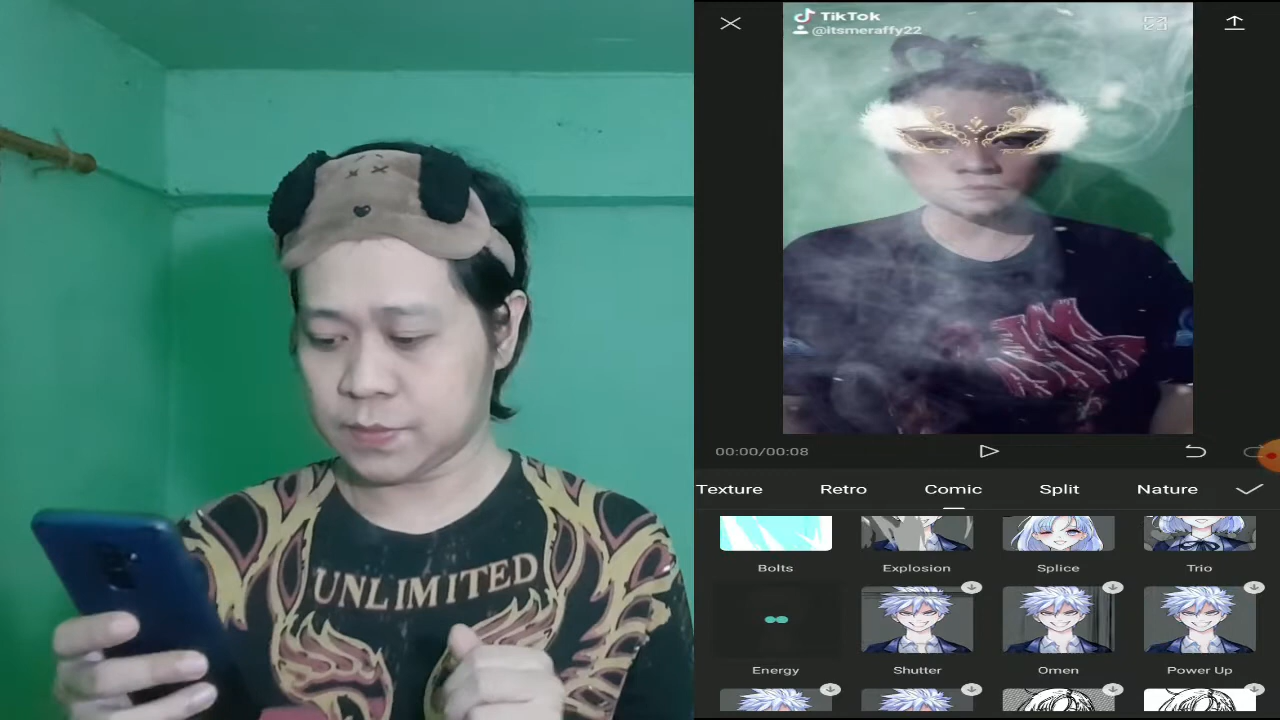 UNLIMITED
TikTok
@itsmeraffy22
00:00/00:08
Texture Retro Comic Split Nature
Bolts Explosion Splice Trio
Energy Shutter Omen Power Up